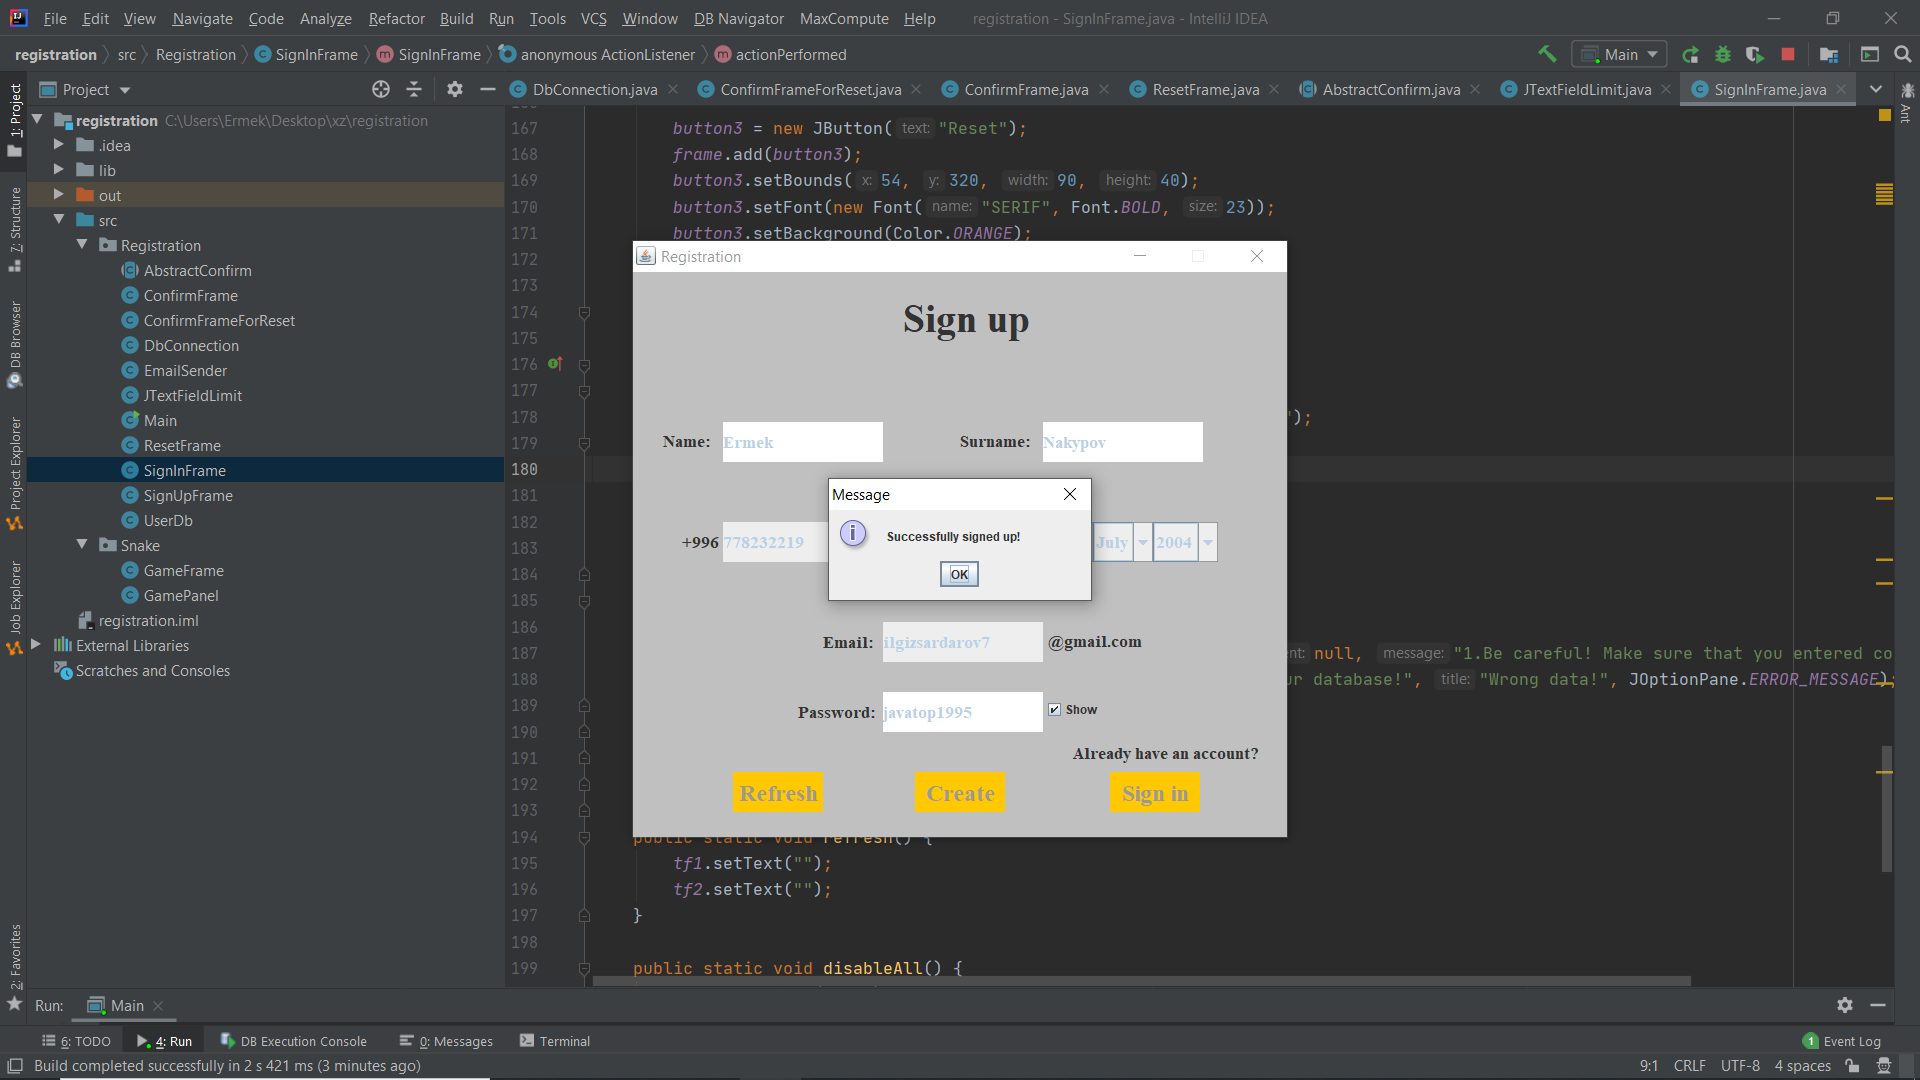 File Edit View Navigate Code Analyze Refactor Build Run Tools VCS Window DB Navigator MaxCompute Help registration - SignInFrame.java - IntelliJ IDEA
registration src Registration SignInFrame SignInFrame anonymous ActionListener actionPerformed Main
Project DbConnection.java ConfirmFrameForReset.java ConfirmFrame.java ResetFrame.java AbstractConfirm.java JTextFieldLimit.java SignInFrame.java
1: Project
7: Structure
DB Browser
Project Explorer
Job Explorer
2: Favorites
Ant
registration C:\Users\Ermek\Desktop\xz\registration
.idea
lib
out
src
Registration
AbstractConfirm
ConfirmFrame
ConfirmFrameForReset
DbConnection
EmailSender
JTextFieldLimit
Main
ResetFrame
SignInFrame
SignUpFrame
UserDb
Snake
GameFrame
GamePanel
registration.iml
External Libraries
Scratches and Consoles
167 button3 = new JButton( text: "Reset");
168 frame.add(button3);
169 button3.setBounds( x: 54, y: 320, width: 90, height: 40);
170 button3.setFont(new Font( name: "SERIF", Font.BOLD, size: 23));
171 button3.setBackground(Color.ORANGE);
172
173
174
175
176
177
178 ");
179
180
181
182
183
184
185
186
187 null, message: "1.Be careful! Make sure that you entered co
188 ur database!", title: "Wrong data!", JOptionPane.ERROR_MESSAGE);
189
190
191
192
193
194 public static void refresh() {
195 tf1.setText("");
196 tf2.setText("");
197 }
198
199 public static void disableAll() {
Registration
Sign up
Name: Ermek Surname: Nakypov
+996 778232219 July 2004
Message
Successfully signed up!
OK
Email: ilgizsardarov7 @gmail.com
Password: javatop1995 Show
Already have an account?
Refresh Create Sign in
Run: Main
6: TODO 4: Run DB Execution Console 0: Messages Terminal 1 Event Log
Build completed successfully in 2 s 421 ms (3 minutes ago) 9:1 CRLF UTF-8 4 spaces